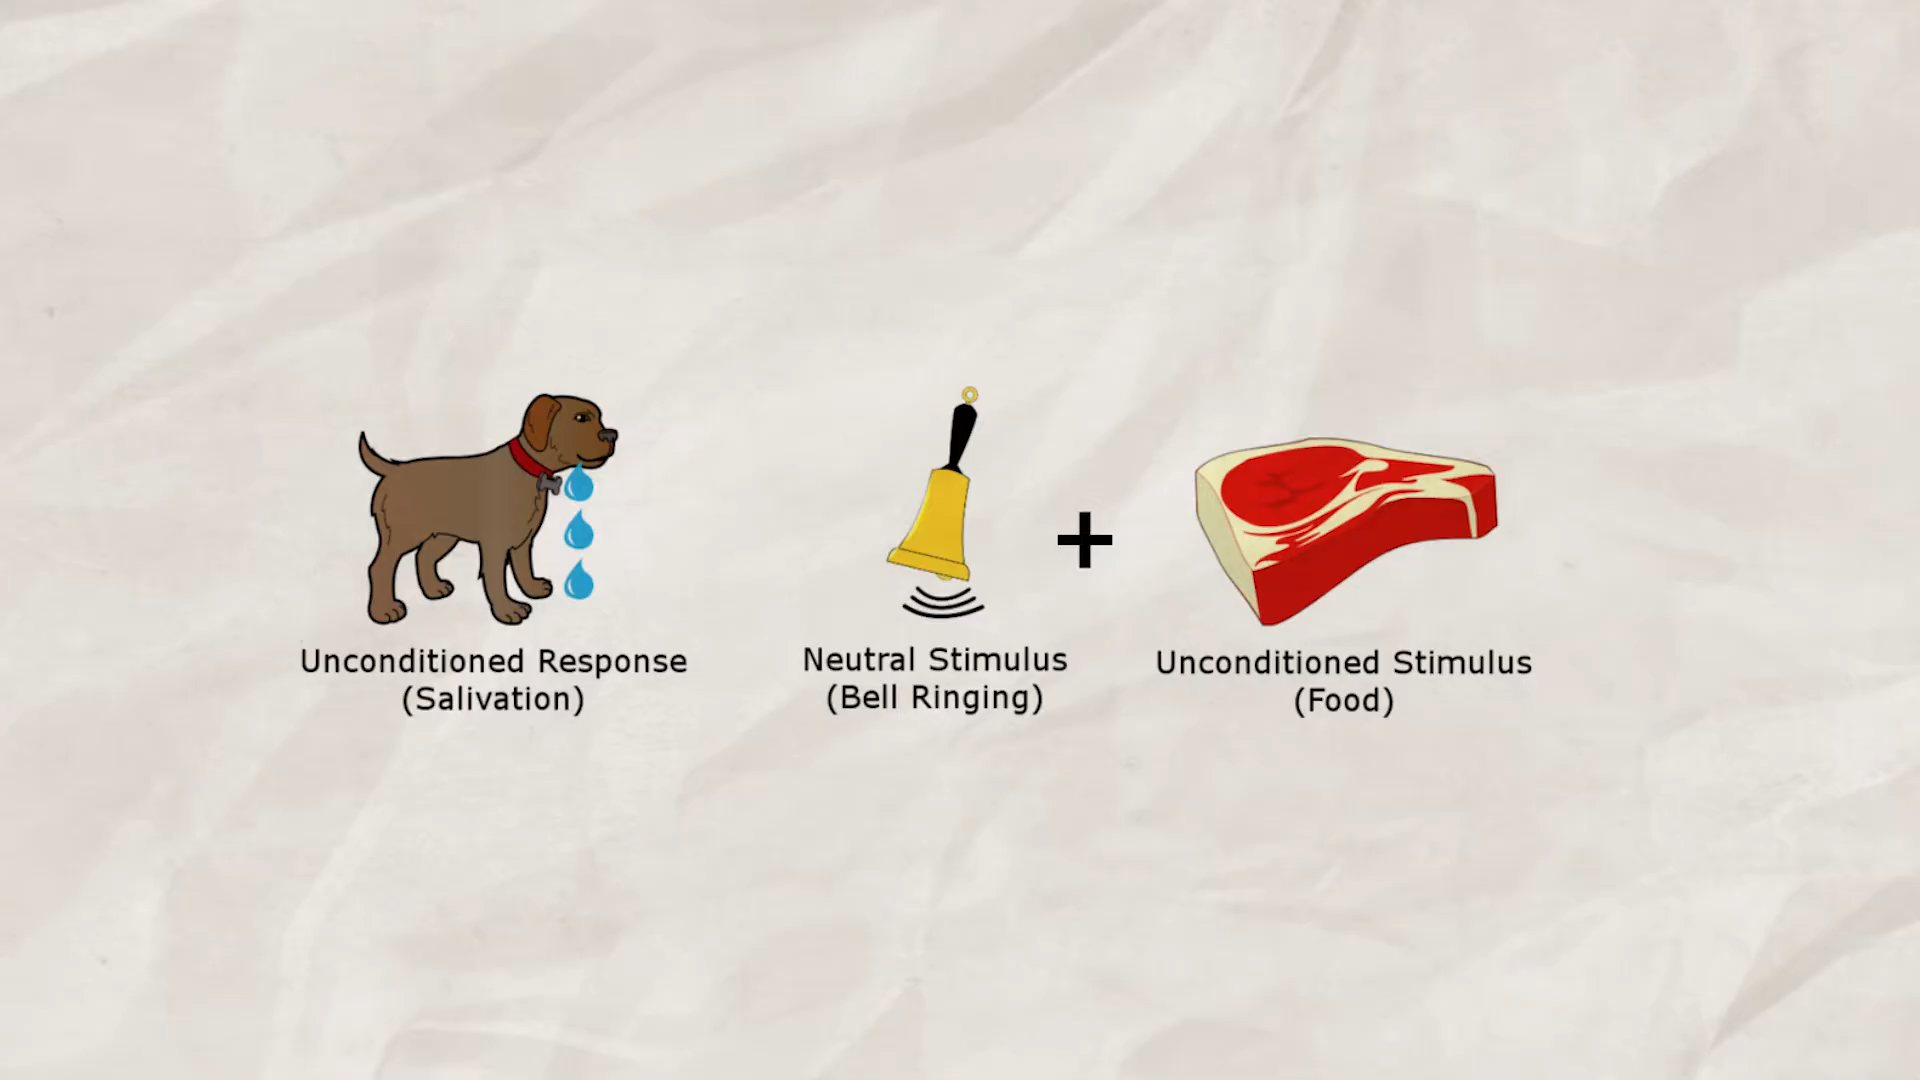 Unconditioned Response
(Salivation)
Neutral Stimulus
(Bell Ringing)
+
Unconditioned Stimulus
(Food)